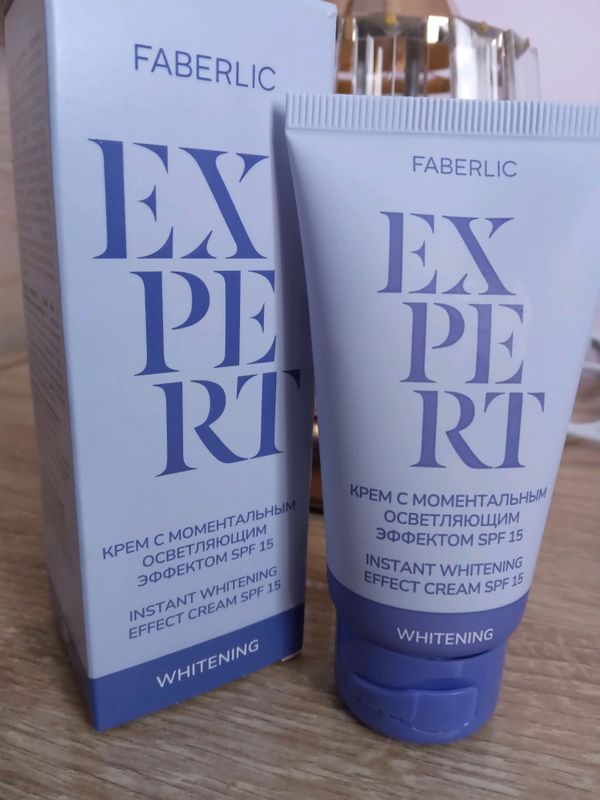 FABERLIC
EX
PE
RT
КРЕМ С МОМЕНТАЛЬНЫМ
ОСВЕТЛЯЮЩИМ
ЭФФЕКТОМ SPF 15
INSTANT WHITENING
EFFECT CREAM SPF 15
WHITENING
FABERLIC
EX
PE
RT
КРЕМ С МОМЕНТАЛЬНЫМ
ОСВЕТЛЯЮЩИМ
ЭФФЕКТОМ SPF 15
INSTANT WHITENING
EFFECT CREAM SPF 15
WHITENING